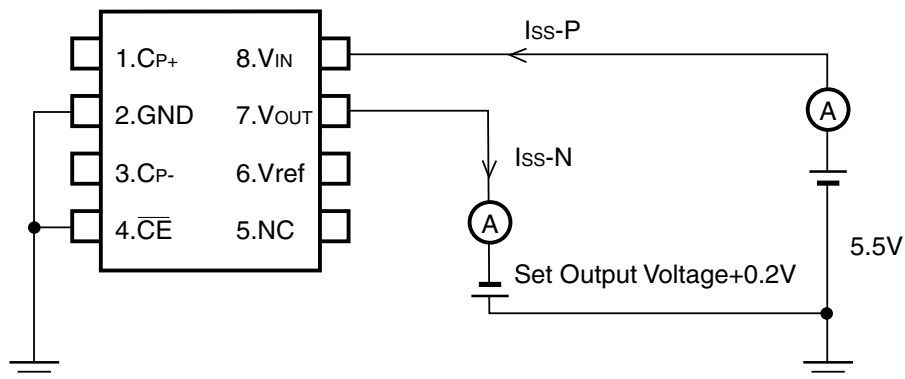 Iss-P
1.CP+ 8.VIN
2.GND 7.VOUT
A
3.CP- 6.Vref
Iss-N
4.C̅E̅ 5.NC
A
5.5V
Set Output Voltage+0.2V